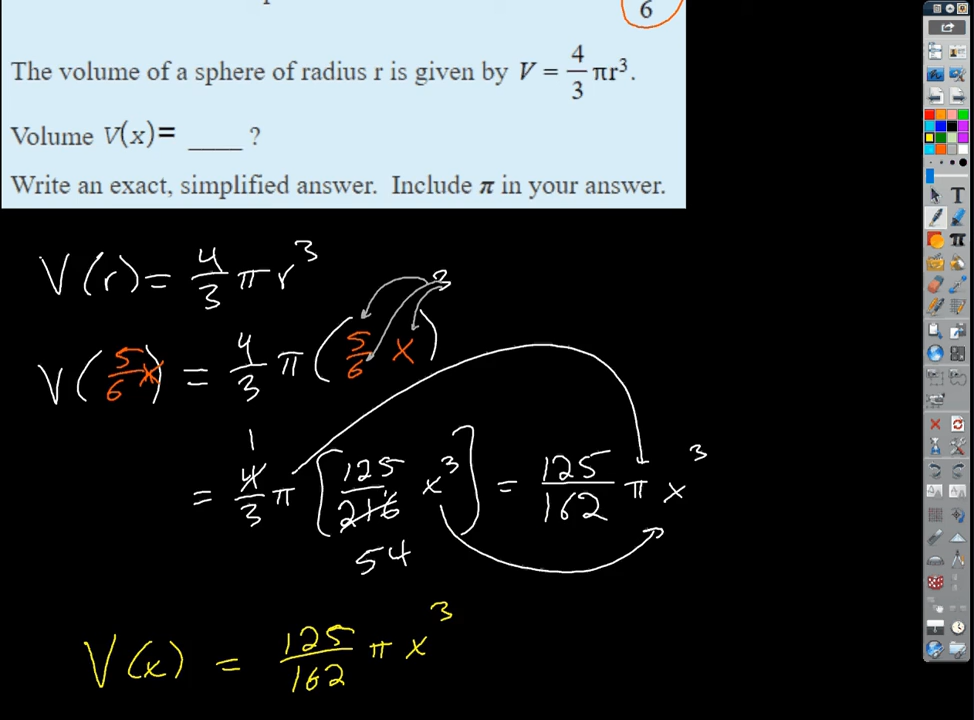 6
The volume of a sphere of radius r is given by V = 4/3 πr³.
Volume V(x)= ____ ?
Write an exact, simplified answer. Include π in your answer.
V(r) = 4/3 π r³
V(5/6 x) = 4/3 π (5/6 x)³
1
= 4/3 π [125/216 x³] = 125/162 π x³
54
V(x) = 125/162 π x³